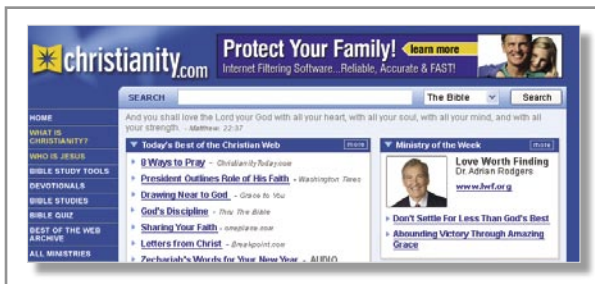 christianity.com
Protect Your Family! learn more
Internet Filtering Software...Reliable, Accurate & FAST!
SEARCH The Bible Search
HOME
WHAT IS CHRISTIANITY?
WHO IS JESUS
BIBLE STUDY TOOLS
DEVOTIONALS
BIBLE STUDIES
BIBLE QUIZ
BEST OF THE WEB ARCHIVE
ALL MINISTRIES
And you shall love the Lord your God with all your heart, with all your soul, with all your mind, and with all
your strength. - Matthew 22:37
Today's Best of the Christian Web more
8 Ways to Pray - ChristianityToday.com
President Outlines Role of His Faith - Washington Times
Drawing Near to God - Grace to You
God's Discipline - Thru The Bible
Sharing Your Faith - oneplace.com
Letters from Christ - Breakpoint.com
Zechariah's Words for Your New Year - AUDIO
Ministry of the Week more
Love Worth Finding
Dr. Adrian Rodgers
www.lwf.org
Don't Settle For Less Than God's Best
Abounding Victory Through Amazing
Grace